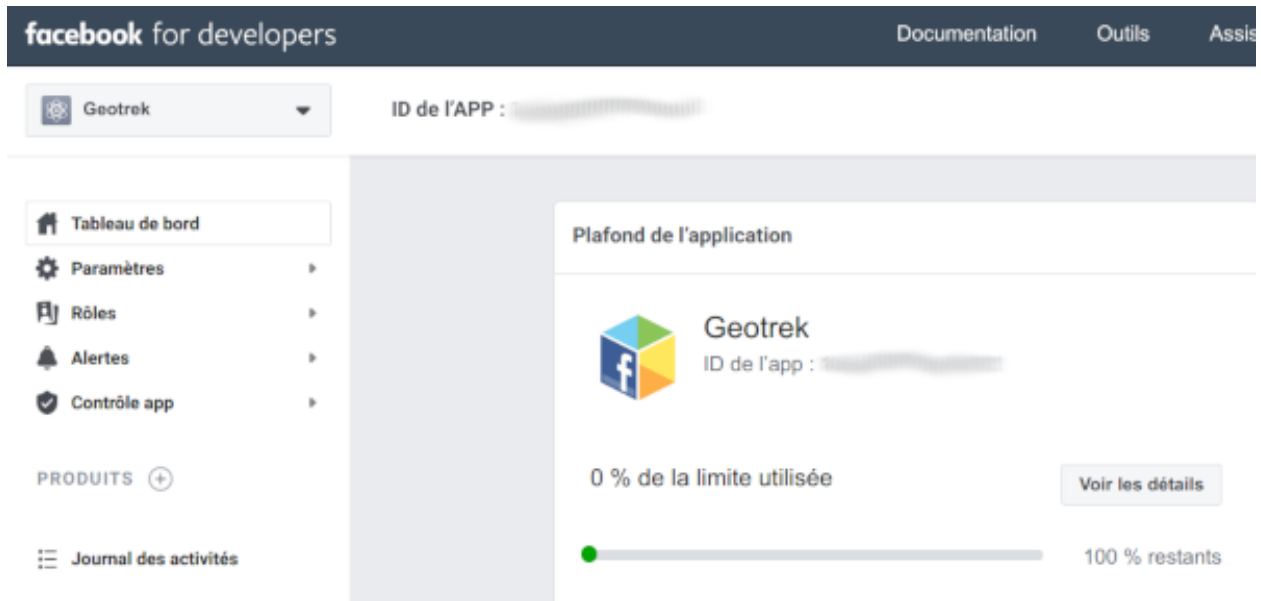 facebook for developers
Documentation
Outils
Geotrek
ID de l'APP :
Tableau de bord
Paramètres
Rôles
Alertes
Contrôle app
PRODUITS
Journal des activités
Plafond de l'application
Geotrek
ID de l'app :
0 % de la limite utilisée
Voir les détails
100 % restants